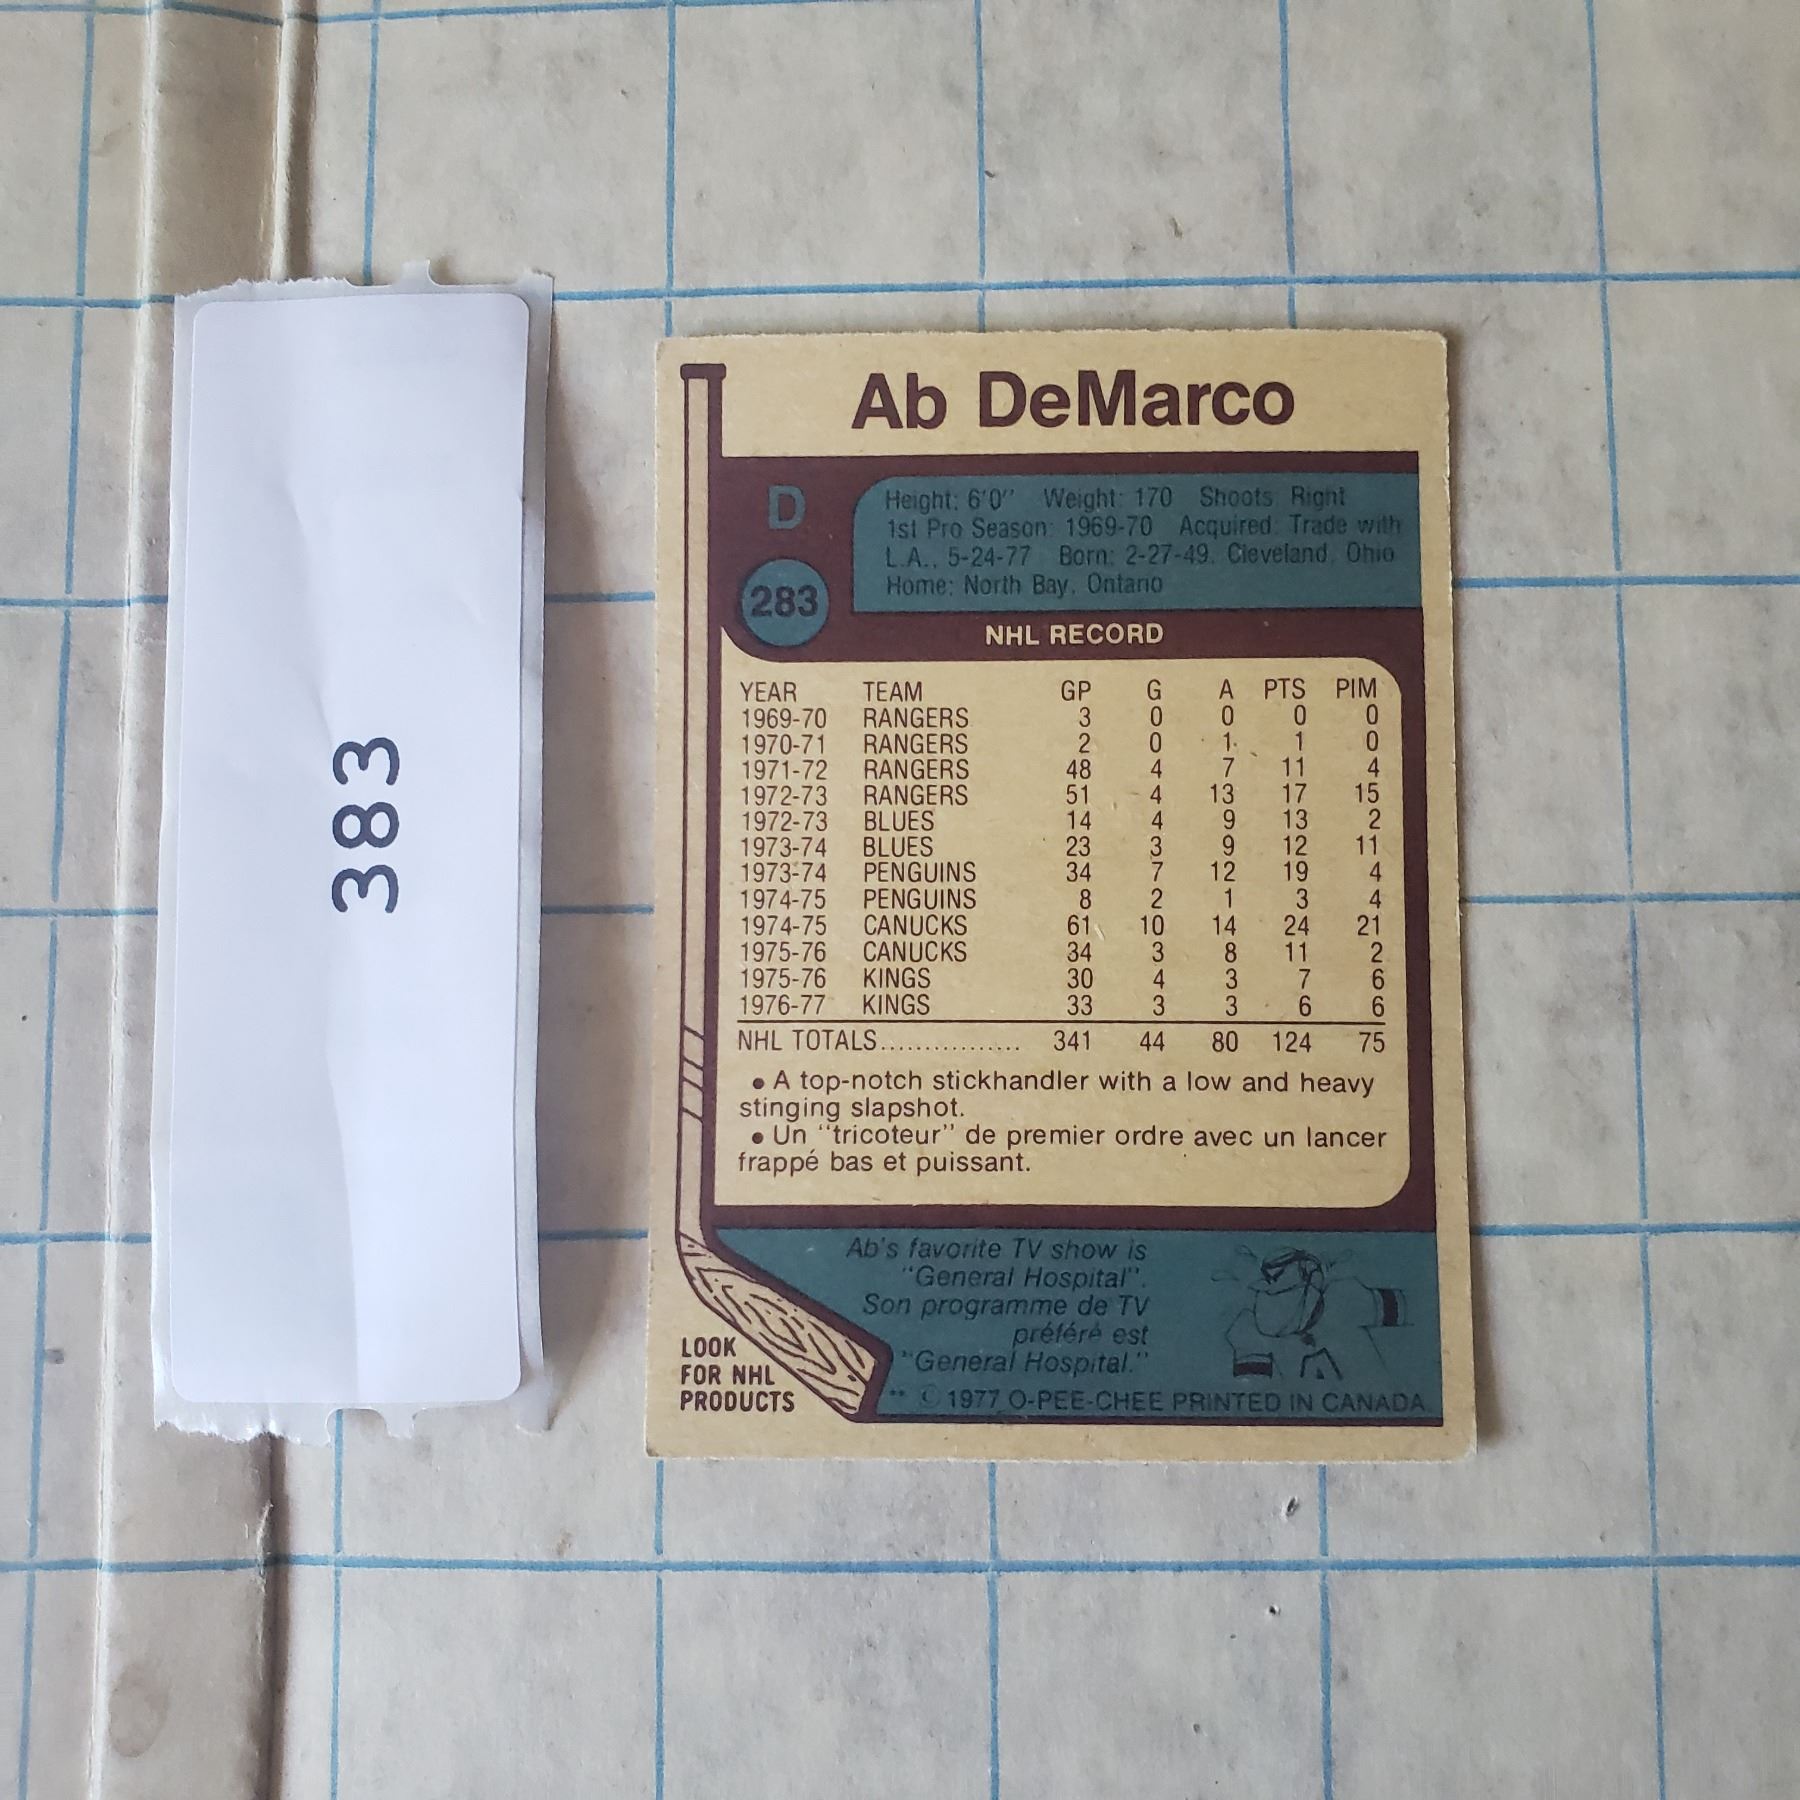 383
Ab DeMarco
D
283
Height: 6'0" Weight: 170 Shoots: Right
1st Pro Season: 1969-70 Acquired: Trade with
L.A., 5-24-77 Born: 2-27-49, Cleveland, Ohio
Home: North Bay, Ontario
NHL RECORD
YEAR TEAM GP G A PTS PIM
1969-70 RANGERS 3 0 0 0 0
1970-71 RANGERS 2 0 1 1 0
1971-72 RANGERS 48 4 7 11 4
1972-73 RANGERS 51 4 13 17 15
1972-73 BLUES 14 4 9 13 2
1973-74 BLUES 23 3 9 12 11
1973-74 PENGUINS 34 7 12 19 4
1974-75 PENGUINS 8 2 1 3 4
1974-75 CANUCKS 61 10 14 24 21
1975-76 CANUCKS 34 3 8 11 2
1975-76 KINGS 30 4 3 7 6
1976-77 KINGS 33 3 3 6 6
NHL TOTALS................ 341 44 80 124 75
• A top-notch stickhandler with a low and heavy
stinging slapshot.
• Un "tricoteur" de premier ordre avec un lancer
frappé bas et puissant.
Ab's favorite TV show is
"General Hospital".
Son programme de TV
préféré est
"General Hospital."
LOOK
FOR NHL
PRODUCTS
** © 1977 O-PEE-CHEE PRINTED IN CANADA